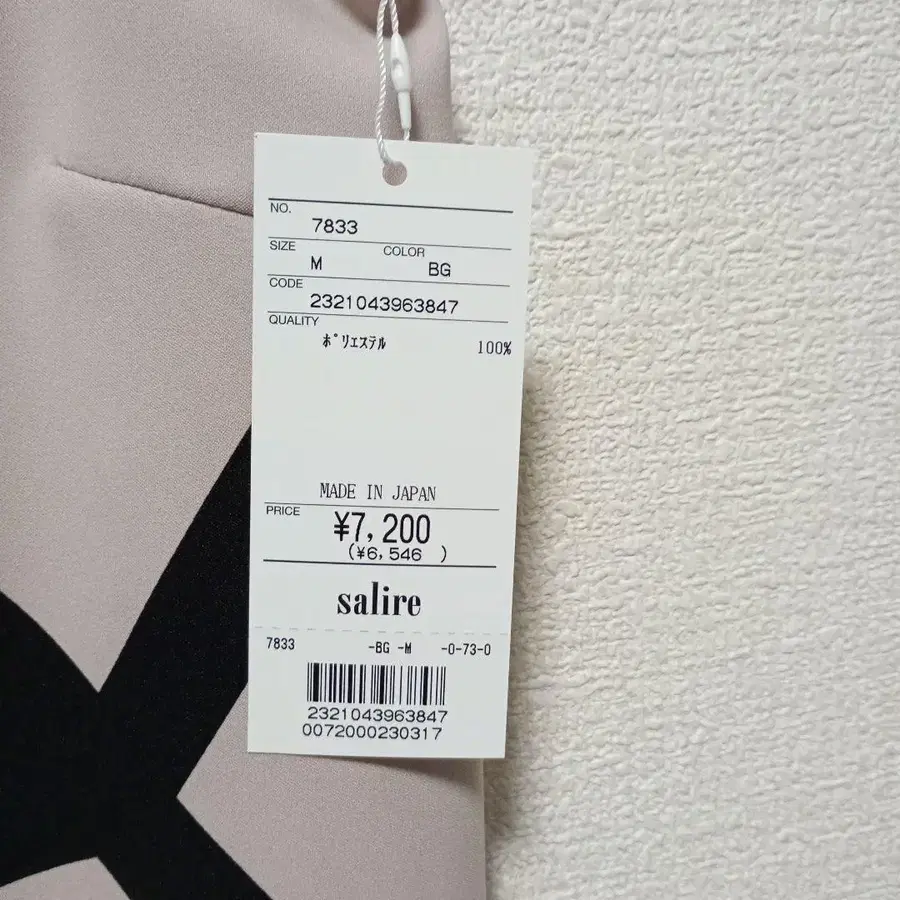 NO.
7833
SIZE COLOR
M BG
CODE
2321043963847
QUALITY
ﾎﾟﾘｴｽﾃﾙ 100%
MADE IN JAPAN
PRICE
¥7,200
(¥6,546 )
salire
7833 -BG -M -0-73-0
2321043963847
0072000230317